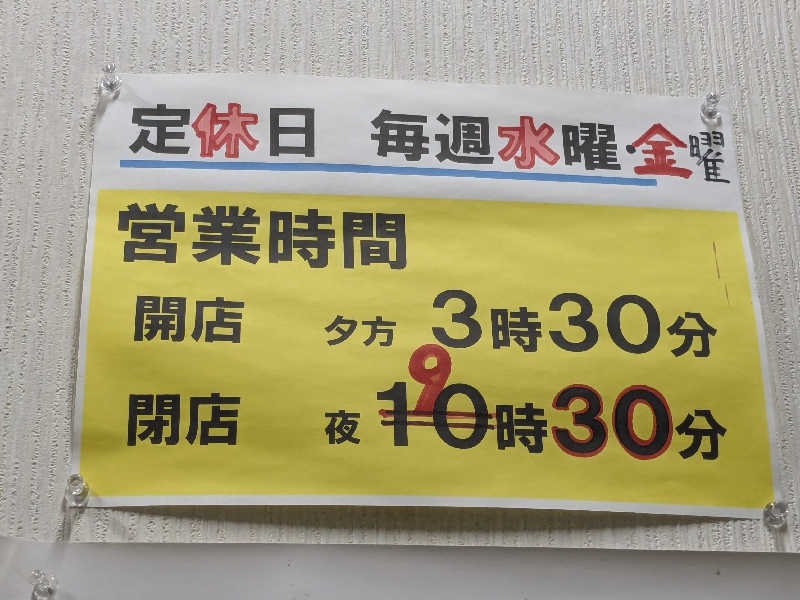 定休日 毎週水曜・金曜
営業時間
開店 夕方 3時30分
9
閉店 夜 10時30分